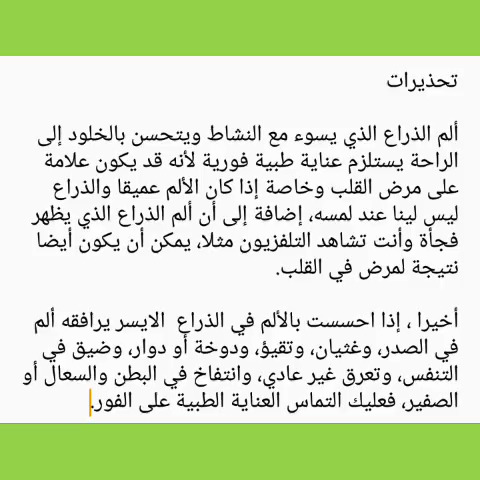 تحذيرات
ألم الذراع الذي يسوء مع النشاط ويتحسن بالخلود إلى
الراحة يستلزم عناية طبية فورية لأنه قد يكون علامة
على مرض القلب وخاصة إذا كان الألم عميقا والذراع
ليس لينا عند لمسه، إضافة إلى أن ألم الذراع الذي يظهر
فجأة وأنت تشاهد التلفزيون مثلا، يمكن أن يكون أيضا
نتيجة لمرض في القلب.
أخيرا ، إذا احسست بالألم في الذراع  الايسر يرافقه ألم
في الصدر، وغثيان، وتقيؤ، ودوخة أو دوار، وضيق في
التنفس، وتعرق غير عادي، وانتفاخ في البطن والسعال أو
الصفير، فعليك التماس العناية الطبية على الفور.